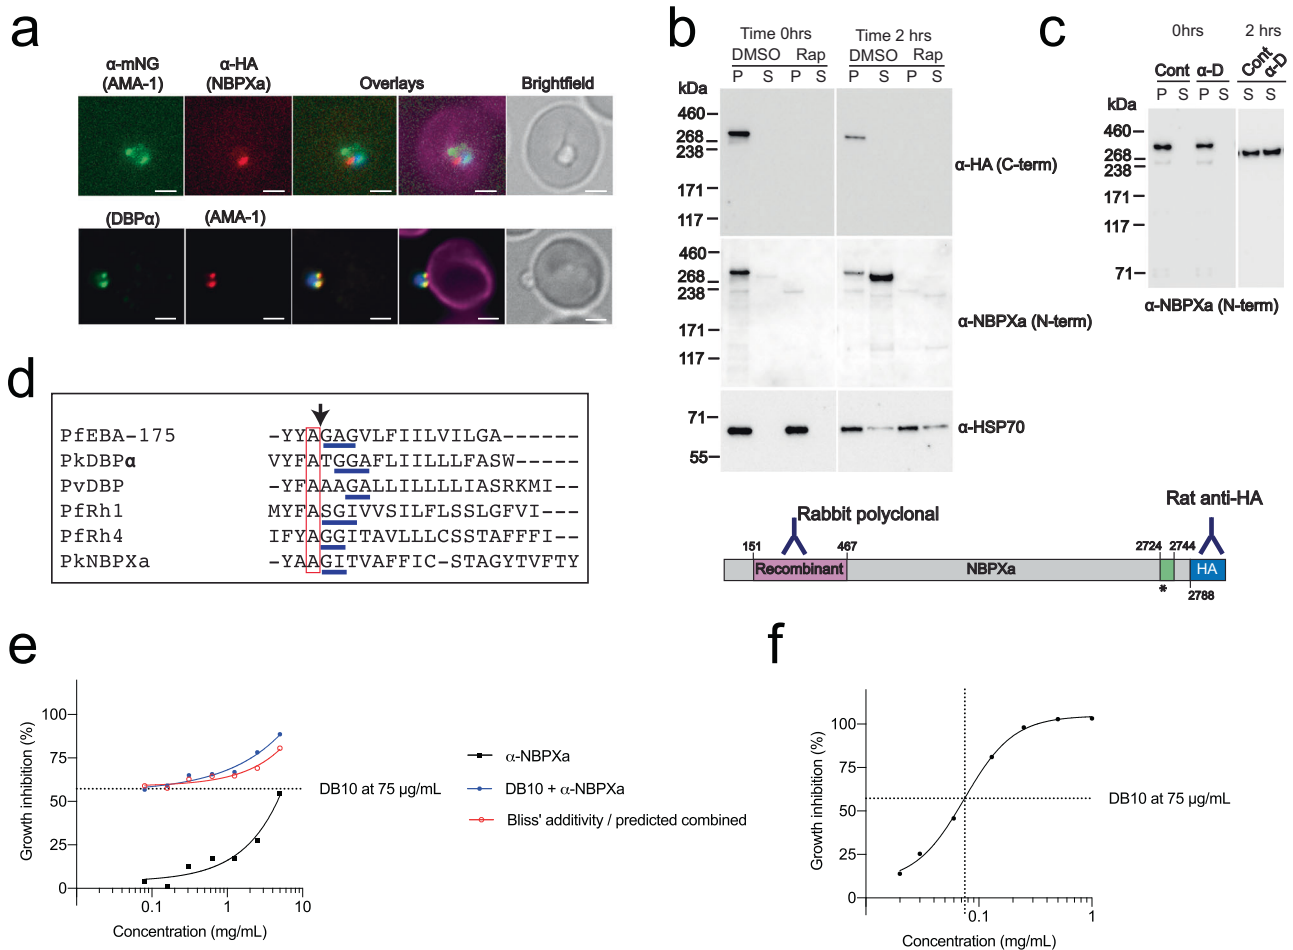 a
α-mNG (AMA-1)
α-HA (NBPXa)
Overlays
Brightfield
(DBPα)
(AMA-1)
b
Time 0hrs
Time 2 hrs
DMSO Rap DMSO Rap
P S P S P S P S
kDa
460
268
238
171
117
α-HA (C-term)
460
268
238
171
117
α-NBPXa (N-term)
71
55
α-HSP70
Rabbit polyclonal
Rat anti-HA
151 467 2724 2744
Recombinant NBPXa HA
*
2788
c
0hrs 2 hrs
Cont α-D Cont α-D
P S P S S S
kDa
460
268
238
171
117
71
α-NBPXa (N-term)
d
PfEBA-175 -YYAGAGVLFIILVILGA------
PkDBPα VYFATGGAFLIILLLFASW-----
PvDBP -YFAAAGALLILLLLIASRKMI--
PfRh1 MYFASGIVVSILFLSSLGFVI---
PfRh4 IFYAGGITAVLLLCSSTAFFFI--
PkNBPXa -YAAGITVAFFIC-STAGYTVFTY
e
Growth inhibition (%)
100
75
50
25
0
0.1 1 10
Concentration (mg/mL)
DB10 at 75 µg/mL
α-NBPXa
DB10 + α-NBPXa
Bliss' additivity / predicted combined
f
Growth inhibition (%)
100
75
50
25
0
0.1 1
Concentration (mg/mL)
DB10 at 75 µg/mL